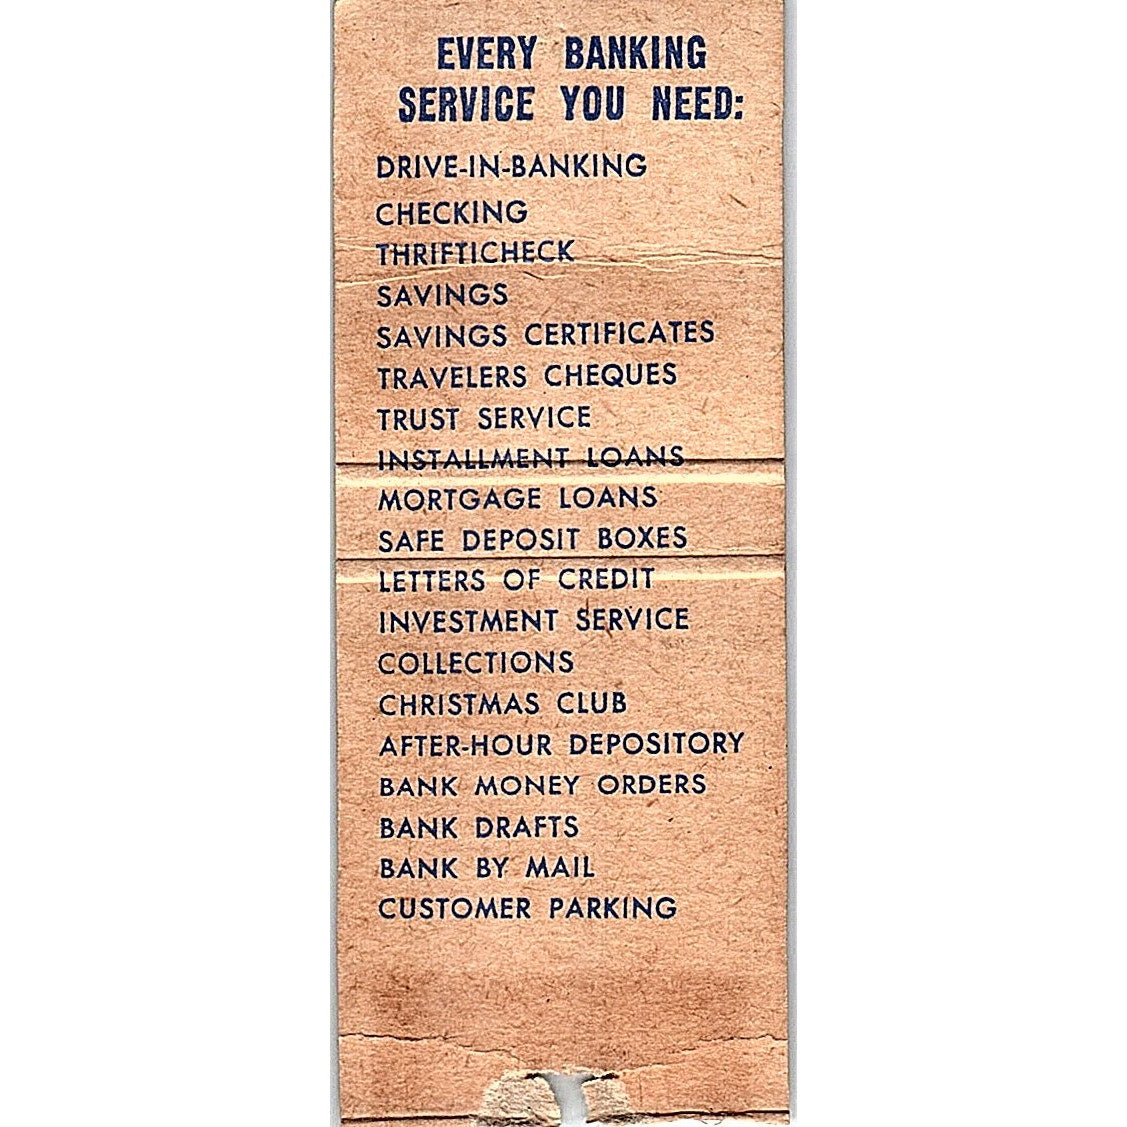 EVERY BANKING
SERVICE YOU NEED:
DRIVE-IN-BANKING
CHECKING
THRIFTICHECK
SAVINGS
SAVINGS CERTIFICATES
TRAVELERS CHEQUES
TRUST SERVICE
INSTALLMENT LOANS
MORTGAGE LOANS
SAFE DEPOSIT BOXES
LETTERS OF CREDIT
INVESTMENT SERVICE
COLLECTIONS
CHRISTMAS CLUB
AFTER-HOUR DEPOSITORY
BANK MONEY ORDERS
BANK DRAFTS
BANK BY MAIL
CUSTOMER PARKING